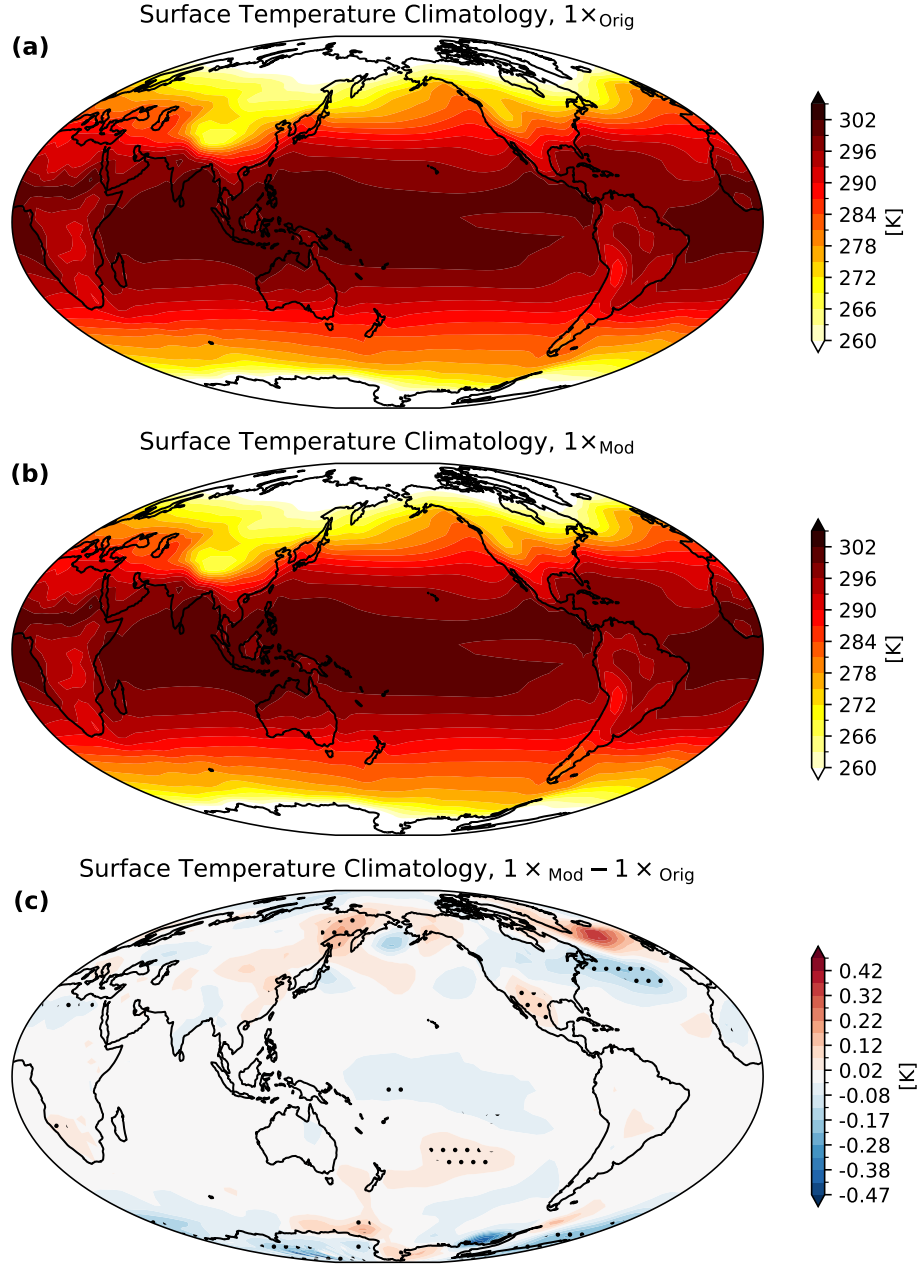 Surface Temperature Climatology, 1×Orig
(a)
302
296
290
284
278
272
266
260
[K]
Surface Temperature Climatology, 1×Mod
(b)
302
296
290
284
278
272
266
260
[K]
Surface Temperature Climatology, 1 × Mod − 1 × Orig
(c)
0.42
0.32
0.22
0.12
0.02
-0.08
-0.17
-0.28
-0.38
-0.47
[K]